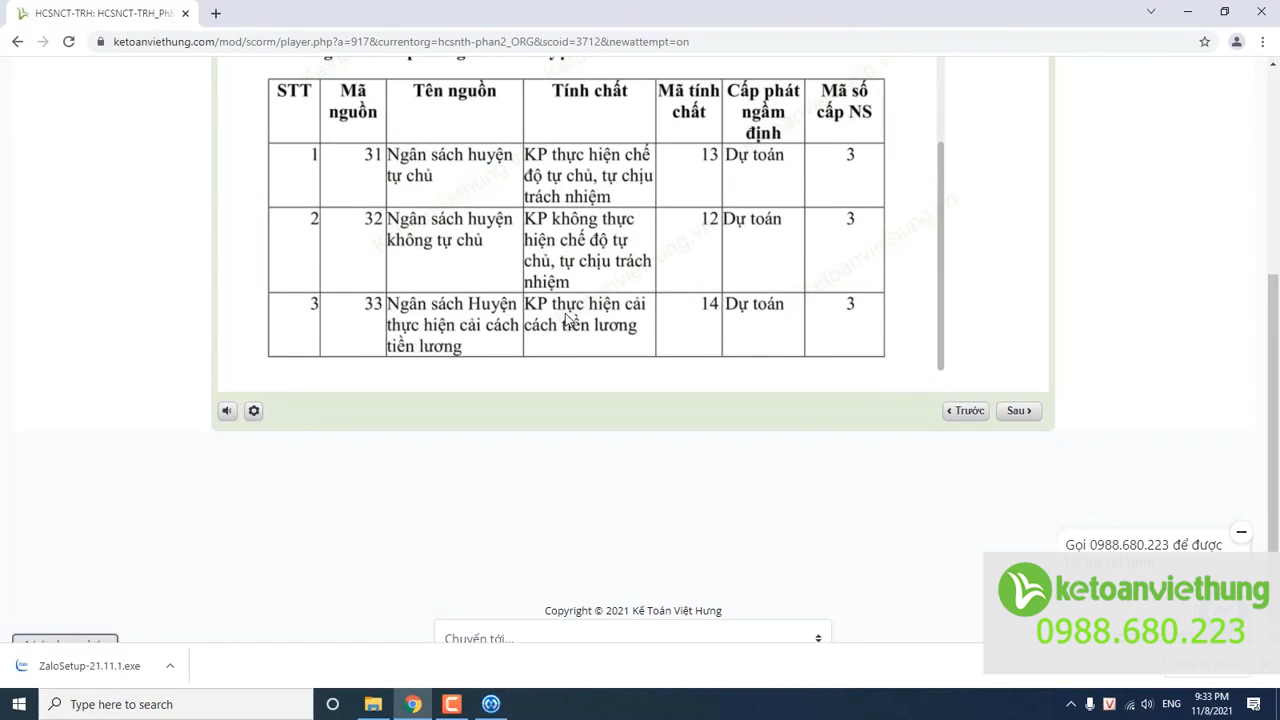 HCSNCT-TRH: HCSNCT-TRH_Phầ
ketoanviethung.com/mod/scorm/player.php?a=917&currentorg=hcsnth-phan2_ORG&scoid=3712&newattempt=on
STT Mã nguồn Tên nguồn Tính chất Mã tính chất Cấp phát ngầm định Mã số cấp NS
1 31 Ngân sách huyện tự chủ KP thực hiện chế độ tự chủ, tự chịu trách nhiệm 13 Dự toán 3
2 32 Ngân sách huyện không tự chủ KP không thực hiện chế độ tự chủ, tự chịu trách nhiệm 12 Dự toán 3
3 33 Ngân sách Huyện thực hiện cải cách tiền lương KP thực hiện cải cách tiền lương 14 Dự toán 3
‹ Trước
Sau ›
Gọi 0988.680.223 để được
ketoanviethung
0988.680.223
Copyright © 2021 Kế Toán Việt Hưng
Chuyển tới...
Zalo
ZaloSetup-21.11.1.exe
Type here to search
V
ENG
9:33 PM
11/8/2021